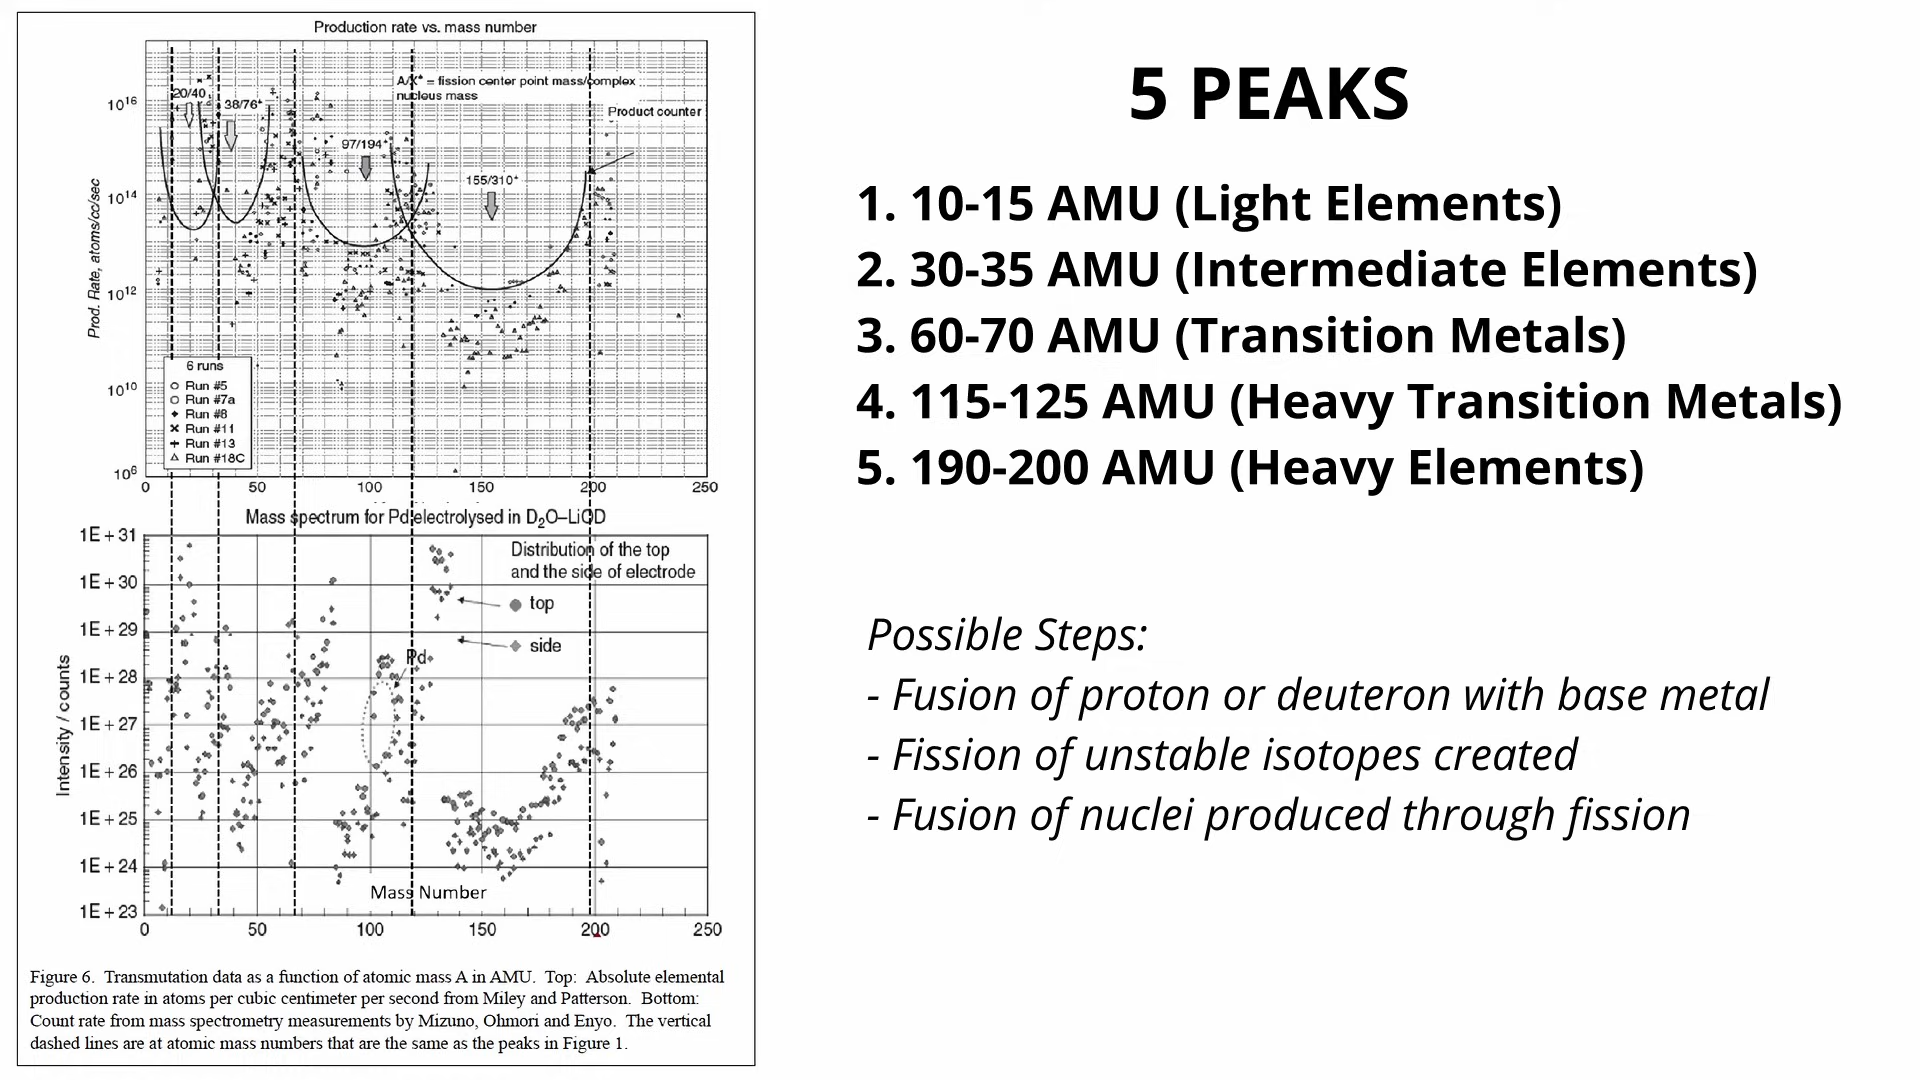 Production rate vs. mass number
A/X* = fission center point mass/complex
nucleus mass
Product counter
20/40
38/76*
97/194*
155/310*
Prod. Rate, atoms/cc/sec
10^16
10^14
10^12
10^10
10^6
6 runs
Run #5
Run #7a
Run #8
Run #11
Run #13
Run #18C
0 50 100 150 200 250
Mass spectrum for Pd electrolysed in D₂O–LiOD
Distribution of the top
and the side of electrode
top
side
Pd
Intensity / counts
1E + 31
1E + 30
1E + 29
1E + 28
1E + 27
1E + 26
1E + 25
1E + 24
1E + 23
Mass Number
0 50 100 150 200 250
Figure 6. Transmutation data as a function of atomic mass A in AMU. Top: Absolute elemental
production rate in atoms per cubic centimeter per second from Miley and Patterson. Bottom:
Count rate from mass spectrometry measurements by Mizuno, Ohmori and Enyo. The vertical
dashed lines are at atomic mass numbers that are the same as the peaks in Figure 1.
5 PEAKS
1. 10-15 AMU (Light Elements)
2. 30-35 AMU (Intermediate Elements)
3. 60-70 AMU (Transition Metals)
4. 115-125 AMU (Heavy Transition Metals)
5. 190-200 AMU (Heavy Elements)
Possible Steps:
- Fusion of proton or deuteron with base metal
- Fission of unstable isotopes created
- Fusion of nuclei produced through fission